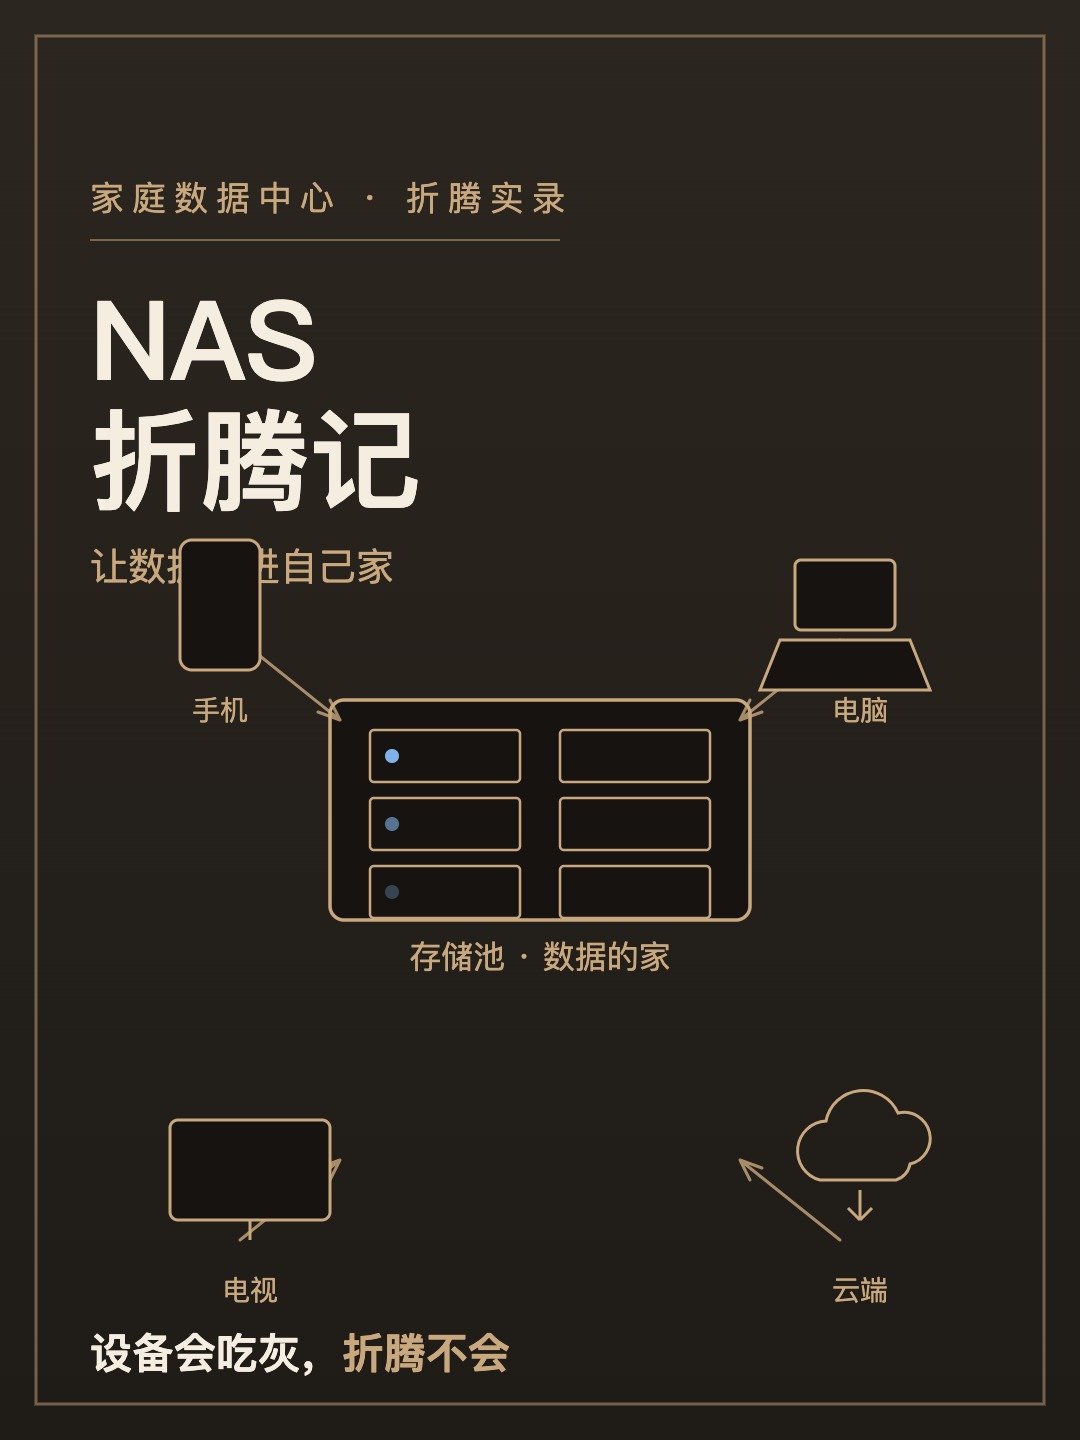 家庭数据中心 · 折腾实录
NAS
折腾记
让数据进自己家
手机
电脑
存储池 · 数据的家
电视
云端
设备会吃灰，折腾不会